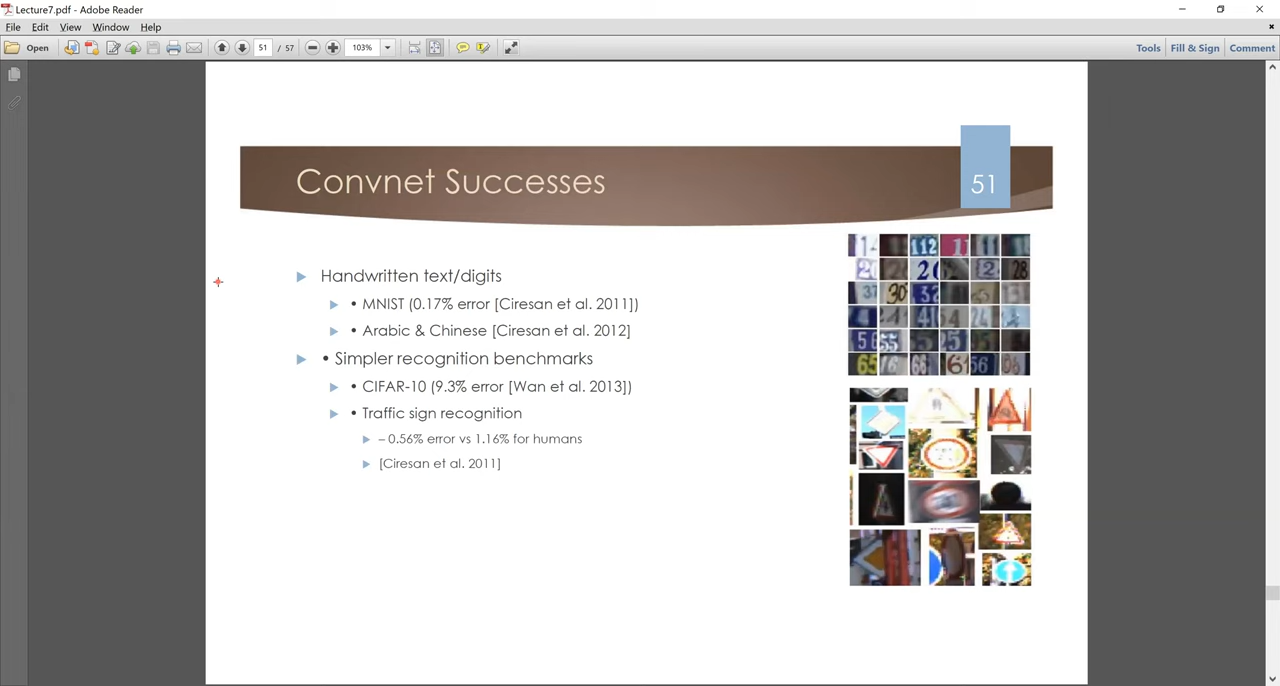 Lecture7.pdf - Adobe Reader
File Edit View Window Help
Open 51 / 57 103% Tools Fill & Sign Comment
Convnet Successes
51
Handwritten text/digits
• MNIST (0.17% error [Ciresan et al. 2011])
• Arabic & Chinese [Ciresan et al. 2012]
• Simpler recognition benchmarks
• CIFAR-10 (9.3% error [Wan et al. 2013])
• Traffic sign recognition
– 0.56% error vs 1.16% for humans
[Ciresan et al. 2011]
112